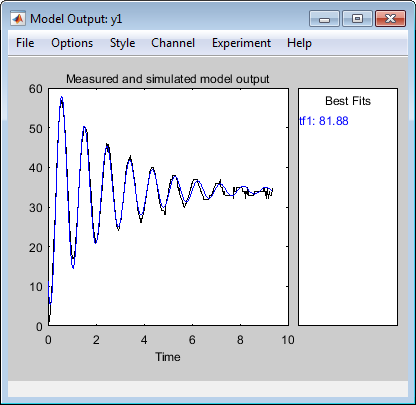 Model Output: y1
File Options Style Channel Experiment Help
Measured and simulated model output
60
50
40
30
20
10
0
0 2 4 6 8 10
Time
Best Fits
tf1: 81.88